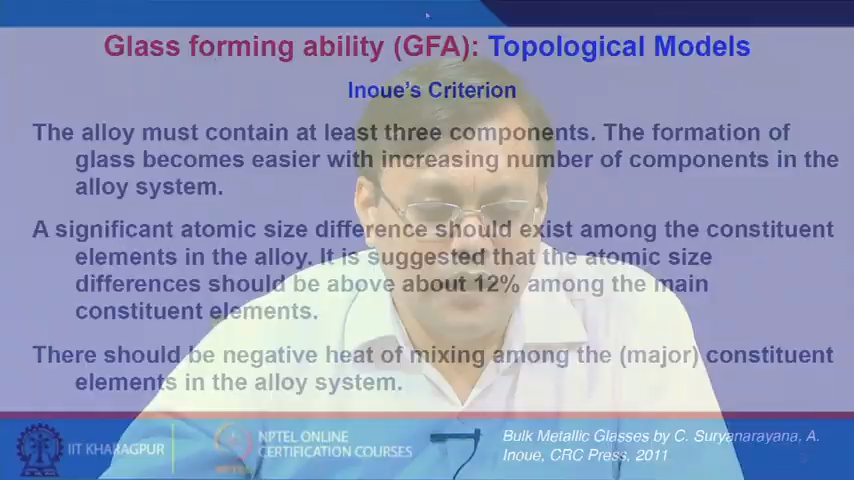 Glass forming ability (GFA): Topological Models
Inoue's Criterion
The alloy must contain at least three components. The formation of
glass becomes easier with increasing number of components in the
alloy system.
A significant atomic size difference should exist among the constituent
elements in the alloy. It is suggested that the atomic size
differences should be above about 12% among the main
constituent elements.
There should be negative heat of mixing among the (major) constituent
elements in the alloy system.
IIT KHARAGPUR
NPTEL ONLINE
CERTIFICATION COURSES
Bulk Metallic Glasses by C. Suryanarayana, A.
Inoue, CRC Press, 2011